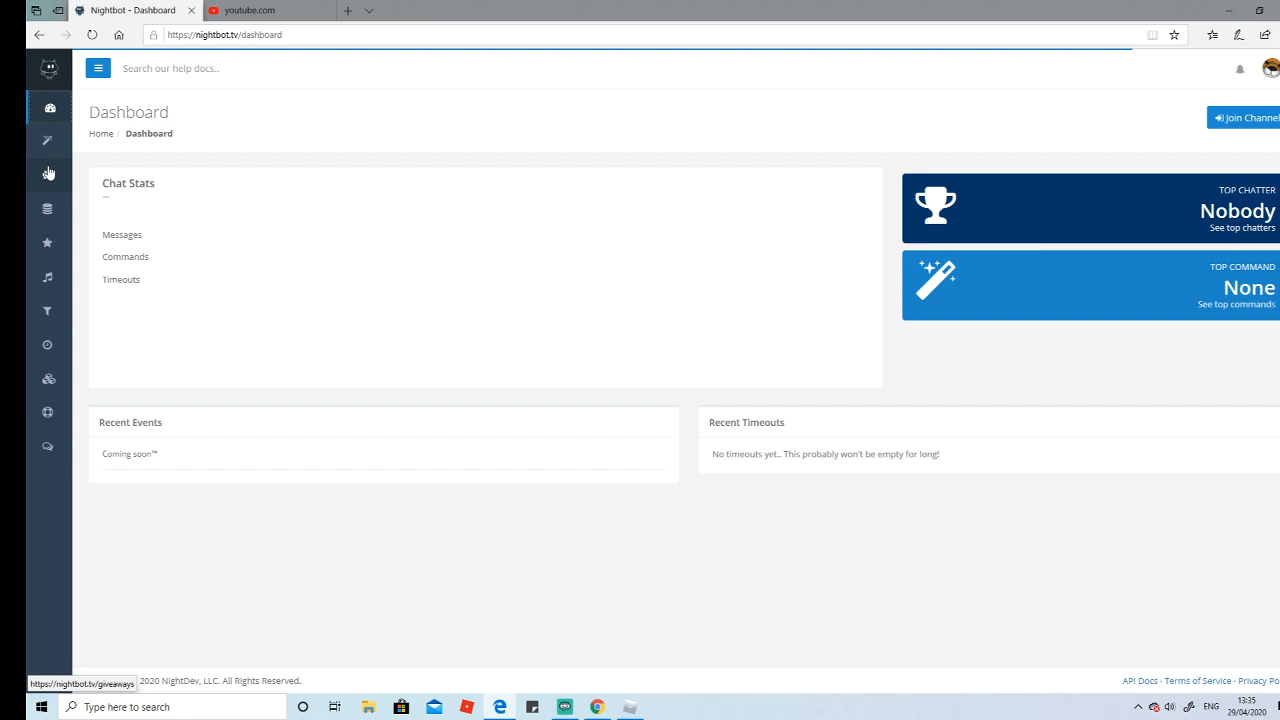 Nightbot - Dashboard
youtube.com
https://nightbot.tv/dashboard
Search our help docs..
Dashboard
Home / Dashboard
Join Channel
Chat Stats
Messages
Commands
Timeouts
TOP CHATTER
Nobody
See top chatters
TOP COMMAND
None
See top commands
Recent Events
Coming soon™
Recent Timeouts
No timeouts yet.. This probably won't be empty for long!
https://nightbot.tv/giveaways
2020 NightDev, LLC. All Rights Reserved.
API Docs - Terms of Service - Privacy Po
Type here to search
ENG
13:35
29/04/2020